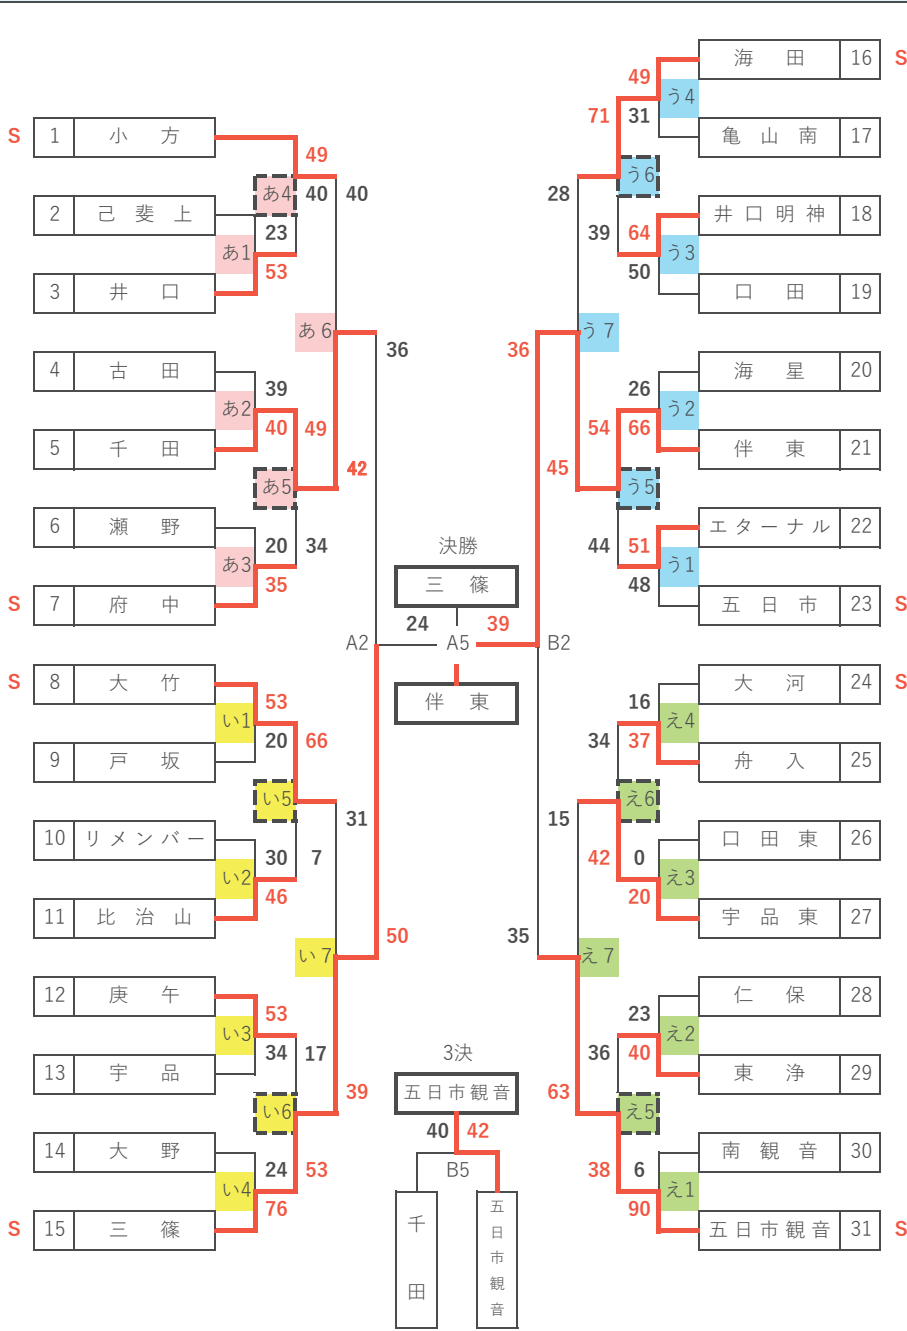 海田 16 S
49
う4
71 31
S 1 小方
亀山南 17
49
う6
あ4 40 40
28
2 己斐上
井口明神 18
23
39 64
あ1
う3
53
50
3 井口
口田 19
あ6
う7
36
36
4 古田
海星 20
39
26
あ2
う2
40 49
54 66
5 千田
伴東 21
42
45
あ5
う5
6 瀬野
エターナル 22
20 34
決勝
44 51
あ3
う1
35
三篠
48
S 7 府中
五日市 23 S
24 39
A2 A5 B2
S 8 大竹
大河 24 S
53
伴東
16
い1
え4
20 66
34 37
9 戸坂
舟入 25
い5
え6
31
15
10 リメンバー
口田東 26
30 7
42 0
い2
え3
46
20
11 比治山
宇品東 27
50
35
い7
え7
12 庚午
仁保 28
53
23
い3
え2
34 17
3決
36 40
13 宇品
東浄 29
39
五日市観音
63
い6
え5
40 42
14 大野
南観音 30
24 53
B5
38 6
い4
え1
76
90
S 15 三篠
五日市観音 31 S
千田
五日市観音